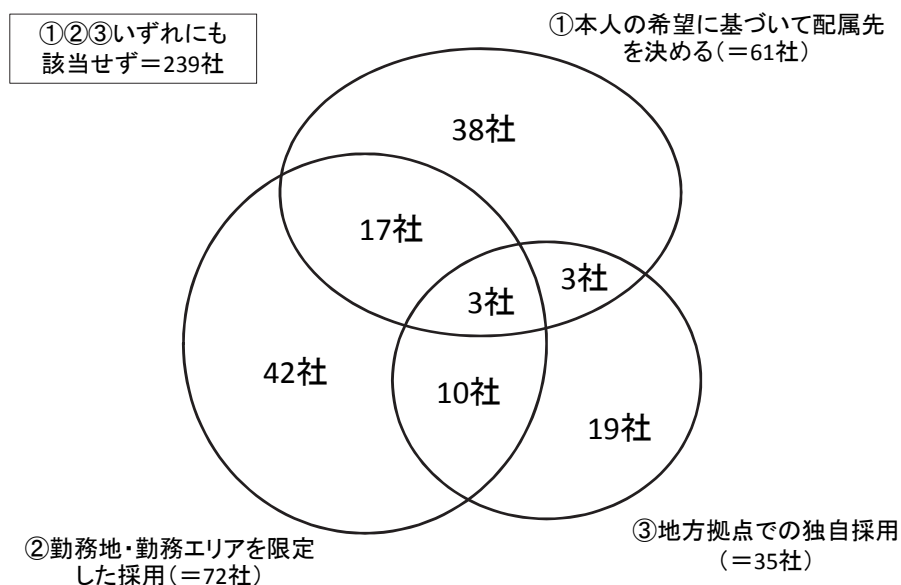 ①②③いずれにも
該当せず＝239社
①本人の希望に基づいて配属先
を決める（＝61社）
38社
17社
3社
3社
42社
10社
19社
②勤務地・勤務エリアを限定
した採用（＝72社）
③地方拠点での独自採用
（＝35社）